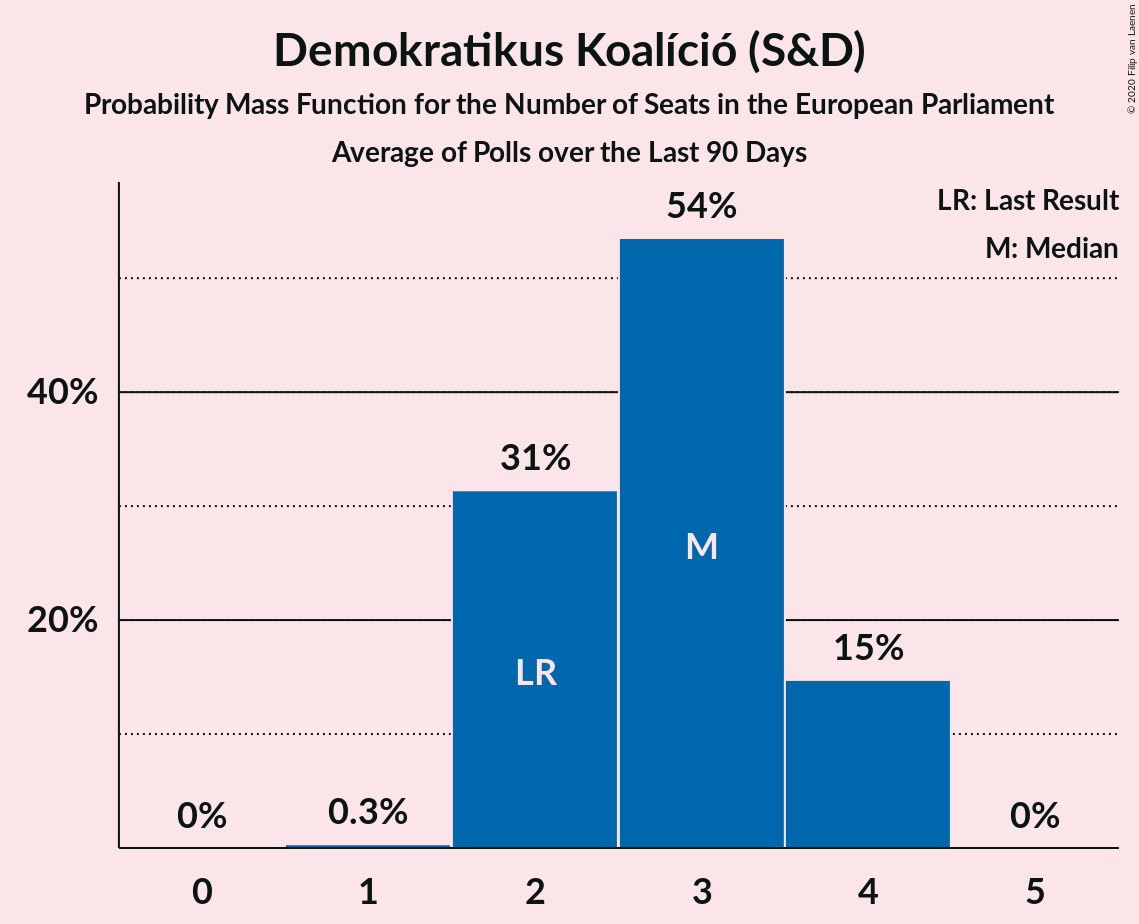 Demokratikus Koalíció (S&D)
Probability Mass Function for the Number of Seats in the European Parliament
Average of Polls over the Last 90 Days
© 2020 Filip van Laenen
LR: Last Result
M: Median
54%
40%
31%
M
20%
15%
LR
0%
0.3%
0%
0 1 2 3 4 5